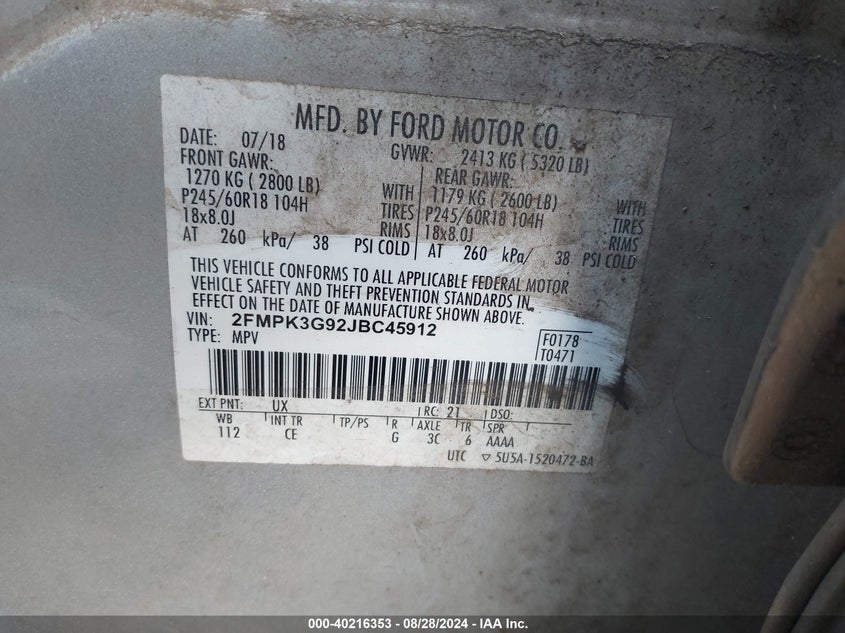 MFD. BY FORD MOTOR CO.
DATE: 07/18 GVWR: 2413 KG ( 5320 LB)
FRONT GAWR: REAR GAWR:
1270 KG ( 2800 LB) WITH 1179 KG ( 2600 LB) WITH
P245/60R18 104H TIRES P245/60R18 104H TIRES
18x8.0J RIMS 18x8.0J RIMS
AT 260 kPa/ 38 PSI COLD AT 260 kPa/ 38 PSI COLD
THIS VEHICLE CONFORMS TO ALL APPLICABLE FEDERAL MOTOR
VEHICLE SAFETY AND THEFT PREVENTION STANDARDS IN
EFFECT ON THE DATE OF MANUFACTURE SHOWN ABOVE.
VIN: 2FMPK3G92JBC45912 F0178
TYPE: MPV T0471
EXT PNT: UX RC: 21 DSO:
WB INT TR TP/PS R AXLE TR SPR
112 CE G 3C 6 AAAA
UTC ▽ 5U5A-1520472-BA
000-40216353 - 08/28/2024 - IAA Inc.